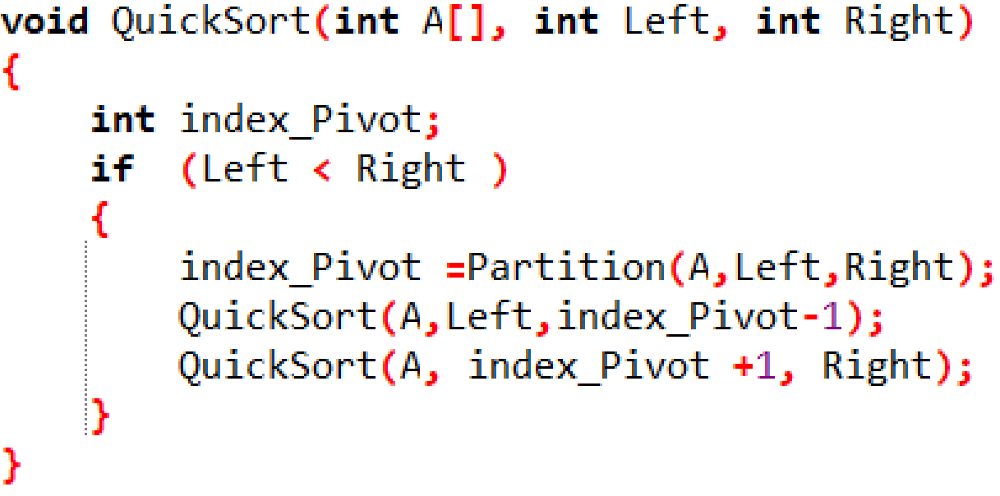 void QuickSort(int A[], int Left, int Right)
{
int index_Pivot;
if (Left < Right )
{
index_Pivot =Partition(A,Left,Right);
QuickSort(A,Left,index_Pivot-1);
QuickSort(A, index_Pivot +1, Right);
}
}